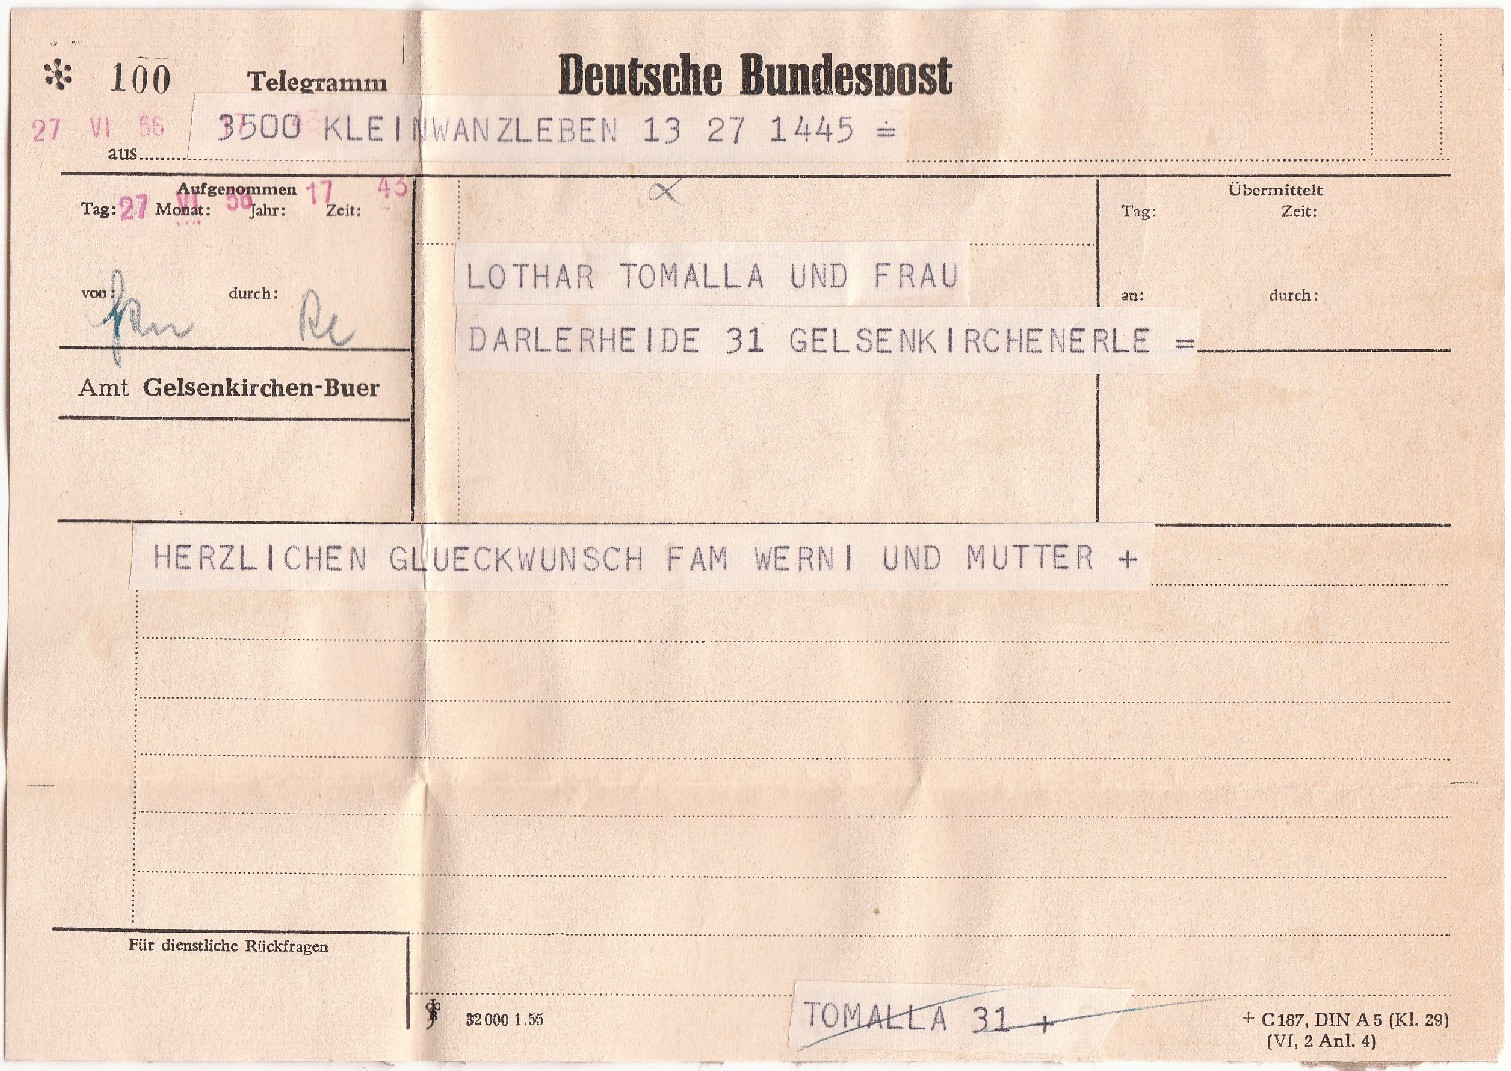 * 100 Telegramm Deutsche Bundespost
27 VI 56 3500 KLEINWANZLEBEN 13 27 1445 =
aus
Aufgenommen 17 43
Tag: 27 Monat: VI Jahr: 56 Zeit:
Übermittelt
Tag: Zeit:
LOTHAR TOMALLA UND FRAU
von: durch: Re
an: durch:
DARLERHEIDE 31 GELSENKIRCHENERLE =
Amt Gelsenkirchen-Buer
HERZLICHEN GLUECKWUNSCH FAM WERNI UND MUTTER +
Für dienstliche Rückfragen
TOMALLA 31 +
32 000 1.55
+ C 187, DIN A 5 (Kl. 29)
(VI, 2 Anl. 4)